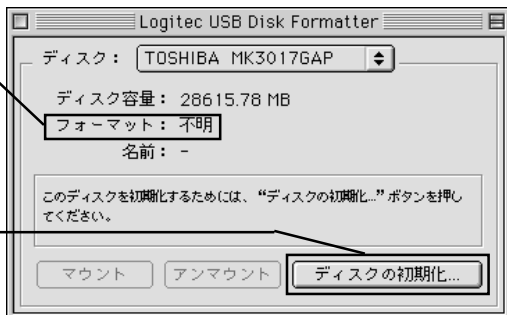 Logitec USB Disk Formatter
ディスク： TOSHIBA MK3017GAP
ディスク容量： 28615.78 MB
フォーマット： 不明
名前： -
このディスクを初期化するためには、“ディスクの初期化...”ボタンを押し
てください。
マウント アンマウント ディスクの初期化...